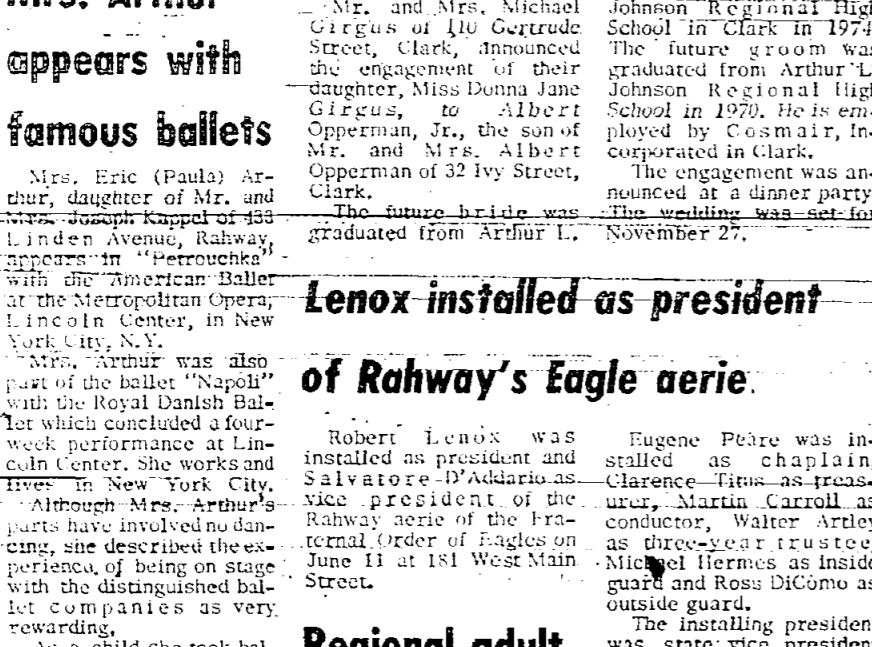 Mrs. Arthur
appears with
famous ballets
Mrs. Eric (Paula) Ar-
thur, daughter of Mr. and
Mrs. Joseph Kappel of 433
Linden Avenue, Rahway,
appears in "Petrouchka"
with the American Ballet
at the Metropolitan Opera,
Lincoln Center, in New
York City, N.Y.
Mrs. Arthur was also
part of the ballet "Napoli"
with the Royal Danish Bal-
let which concluded a four-
week performance at Lin-
coln Center. She works and
lives in New York City.
Although Mrs. Arthur's
parts have involved no dan-
cing, she described the ex-
perience, of being on stage
with the distinguished bal-
let companies as very
rewarding.
As a child she took bal-
Mr. and Mrs. Michael
Girgus of 110 Gertrude
Street, Clark, announced
the engagement of their
daughter, Miss Donna Jane
Girgus, to Albert
Opperman, Jr., the son of
Mr. and Mrs. Albert
Opperman of 32 Ivy Street,
Clark.
The future bride was
graduated from Arthur L.
Johnson Regional High
School in Clark in 1974
The future groom was
graduated from Arthur L.
Johnson Regional High
School in 1970. He is em-
ployed by Cosmair, In-
corporated in Clark.
The engagement was an-
nounced at a dinner party.
The wedding was set for
November 27.
Lenox installed as president
of Rahway's Eagle aerie.
Robert Lenox was
installed as president and
Salvatore D'Addario as
vice president of the
Rahway aerie of the Fra-
ternal Order of Eagles on
June 11 at 181 West Main
Street.
Eugene Peare was in-
stalled as chaplain,
Clarence Titus as treas-
urer, Martin Carroll as
conductor, Walter Artley
as three-year trustee,
Michael Hermes as inside
guard and Ross DiComo as
outside guard.
The installing president
was state vice president
Regional adult